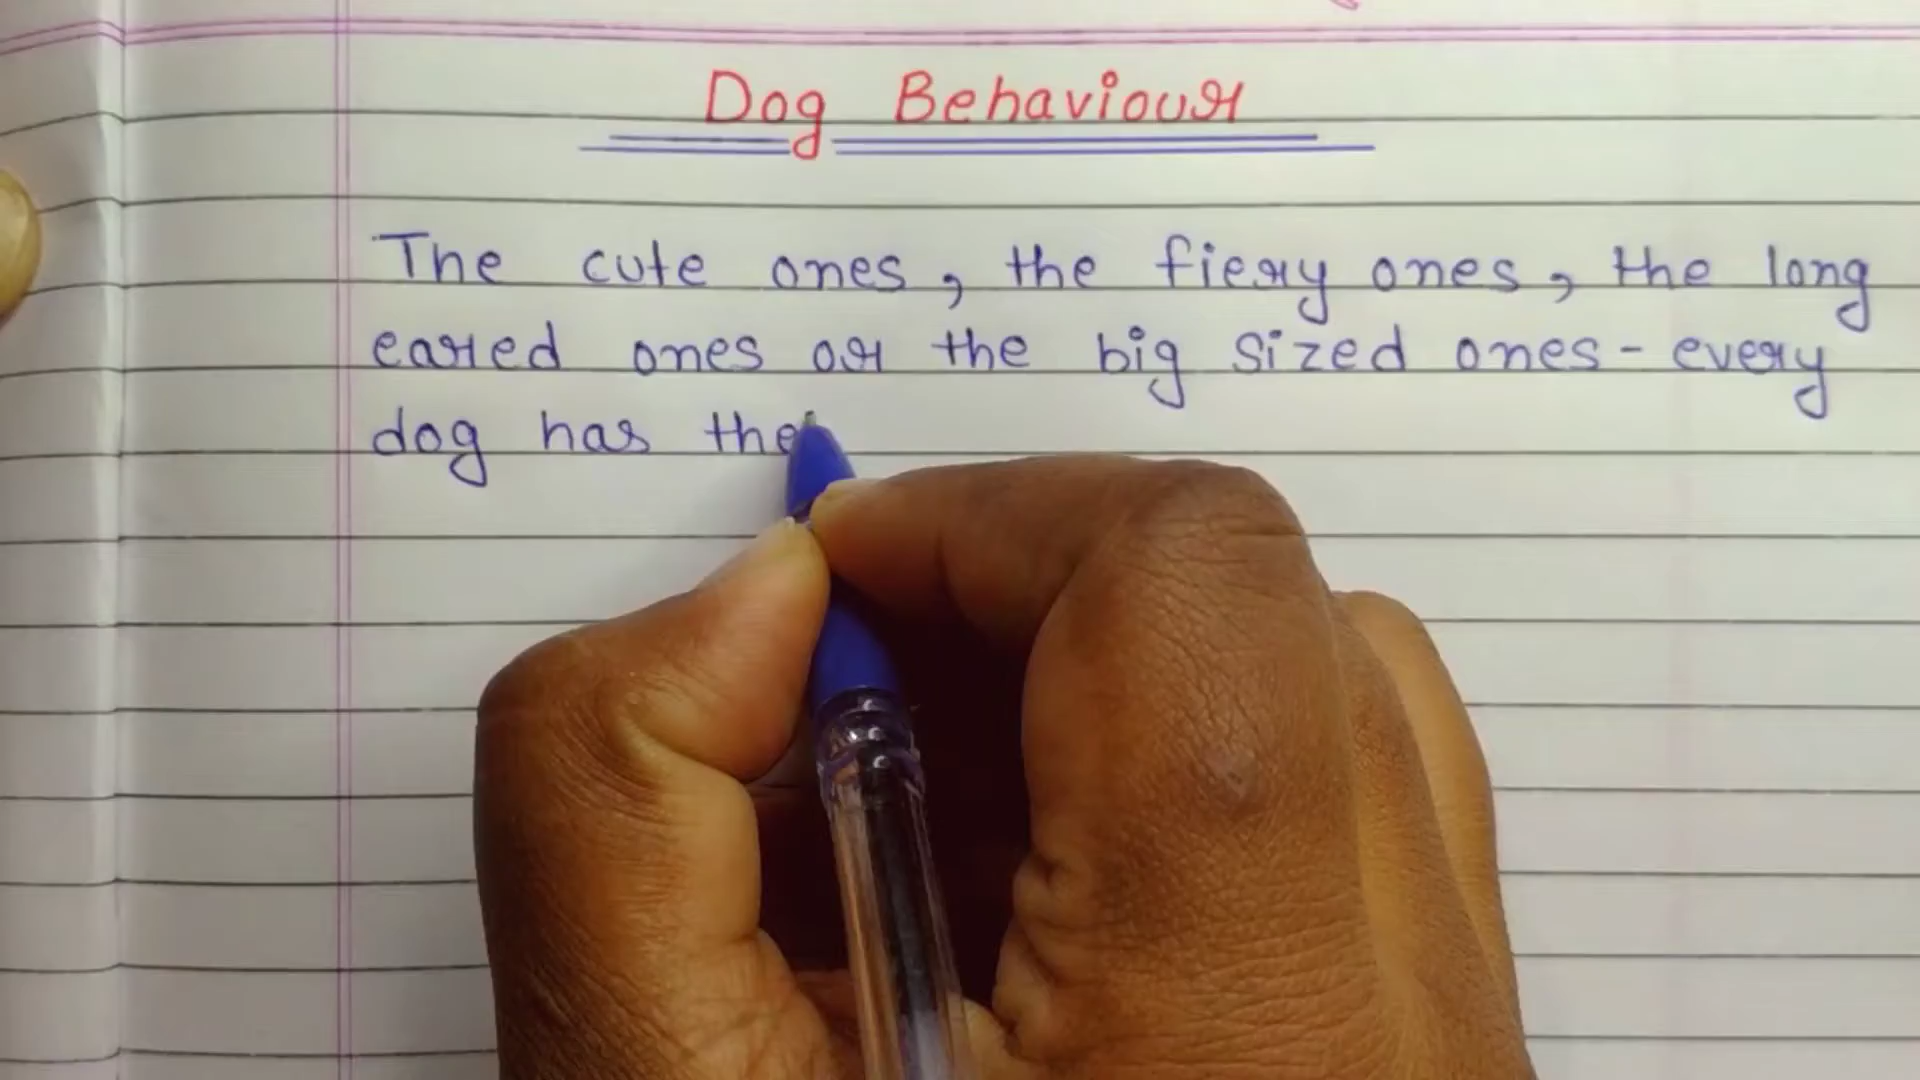 Dog Behaviour
The cute ones, the fiery ones, the long
eared ones or the big sized ones - every
dog has the